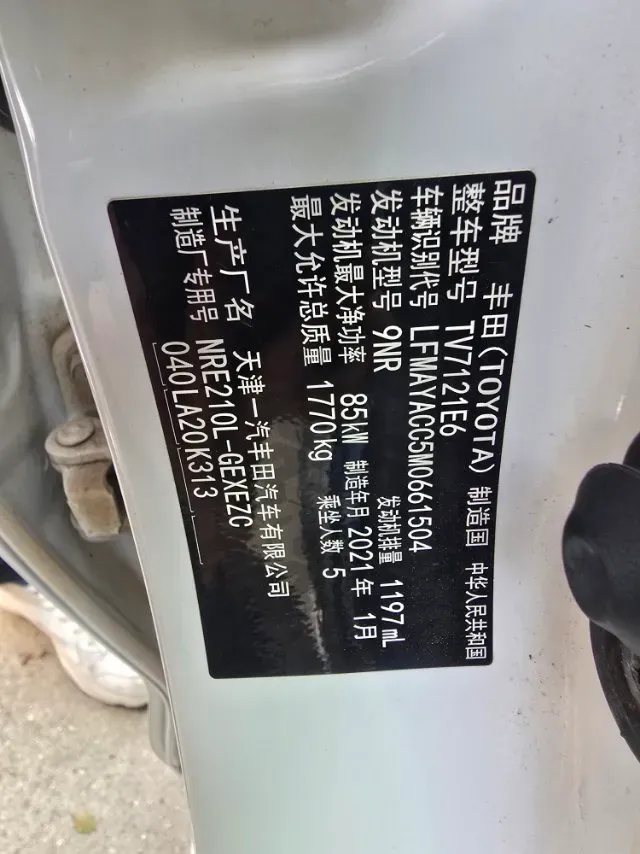 品牌 丰田(TOYOTA) 制造国 中华人民共和国
整车型号 TV7121E6
车辆识别代号 LFMAYACC5M0661504
发动机型号 9NR 发动机排量 1197mL
发动机最大净功率 85kW 制造年月 2021年 1月
最大允许总质量 1770kg 乘坐人数 5
生产厂名 天津一汽丰田汽车有限公司
制造厂专用号 NRE210L-GEXEZC
040LA20K313